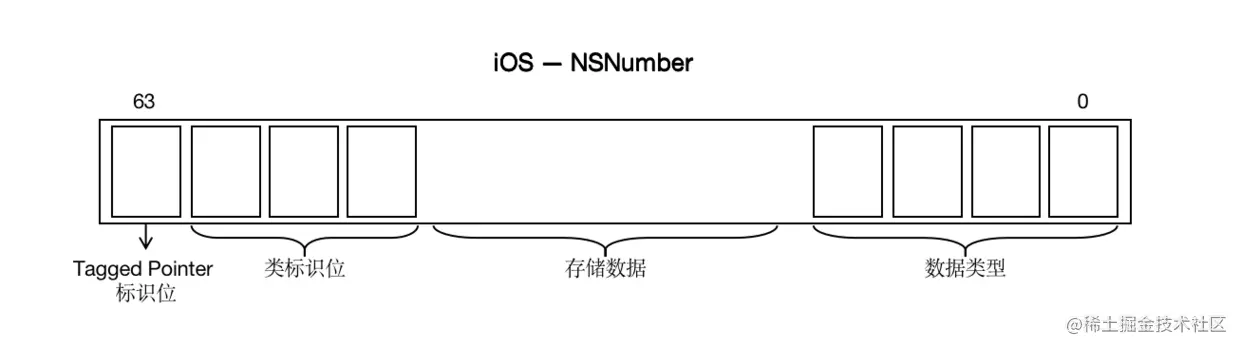 iOS — NSNumber
63
0
Tagged Pointer
标识位
类标识位
存储数据
数据类型
@稀土掘金技术社区